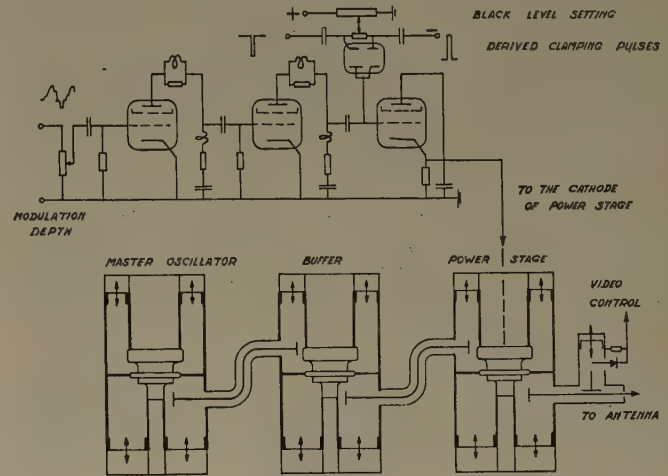 BLACK LEVEL SETTING
DERIVED CLAMPING PULSES
MODULATION
DEPTH
TO THE CATHODE
OF POWER STAGE
MASTER OSCILLATOR
BUFFER
POWER STAGE
VIDEO
CONTROL
TO ANTENNA